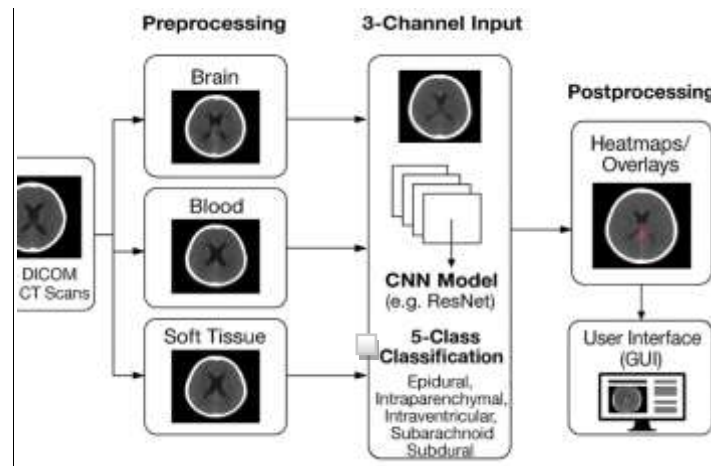 Preprocessing
3-Channel Input
Brain
Postprocessing
Heatmaps/
Overlays
Blood
DICOM
CT Scans
CNN Model
(e.g. ResNet)
Soft Tissue
5-Class
Classification
Epidural,
Intraparenchymal,
Intraventricular,
Subarachnoid
Subdural
User Interface
(GUI)